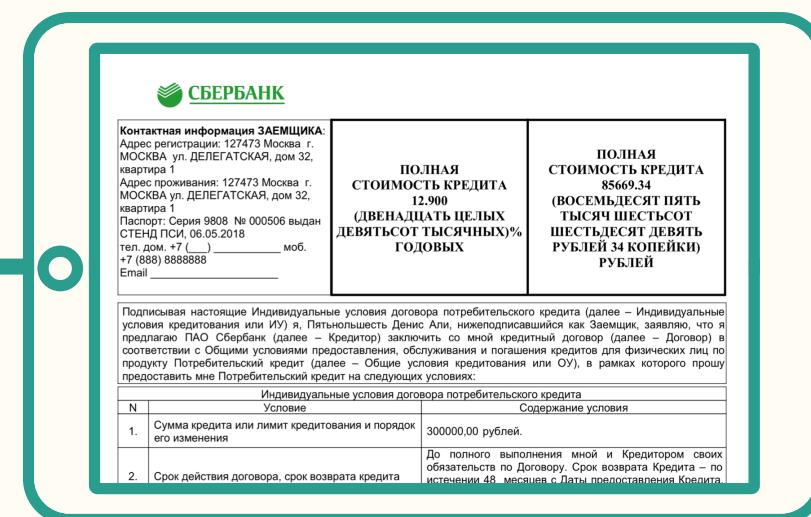 СБЕРБАНК
Контактная информация ЗАЕМЩИКА:
Адрес регистрации: 127473 Москва г.
МОСКВА ул. ДЕЛЕГАТСКАЯ, дом 32,
квартира 1
Адрес проживания: 127473 Москва г.
МОСКВА ул. ДЕЛЕГАТСКАЯ, дом 32,
квартира 1
Паспорт: Серия 9808 № 000506 выдан
СТЕНД ПСИ, 06.05.2018
тел. дом. +7 (___) ___________ моб.
+7 (888) 8888888
Email _____________________
ПОЛНАЯ
СТОИМОСТЬ КРЕДИТА
12.900
(ДВЕНАДЦАТЬ ЦЕЛЫХ
ДЕВЯТЬСОТ ТЫСЯЧНЫХ)%
ГОДОВЫХ
ПОЛНАЯ
СТОИМОСТЬ КРЕДИТА
85669.34
(ВОСЕМЬДЕСЯТ ПЯТЬ
ТЫСЯЧ ШЕСТЬСОТ
ШЕСТЬДЕСЯТ ДЕВЯТЬ
РУБЛЕЙ 34 КОПЕЙКИ)
РУБЛЕЙ
Подписывая настоящие Индивидуальные условия договора потребительского кредита (далее – Индивидуальные
условия кредитования или ИУ) я, Пятьнольшесть Денис Али, нижеподписавшийся как Заемщик, заявляю, что я
предлагаю ПАО Сбербанк (далее – Кредитор) заключить со мной кредитный договор (далее – Договор) в
соответствии с Общими условиями предоставления, обслуживания и погашения кредитов для физических лиц по
продукту Потребительский кредит (далее – Общие условия кредитования или ОУ), в рамках которого прошу
предоставить мне Потребительский кредит на следующих условиях:
Индивидуальные условия договора потребительского кредита
N Условие Содержание условия
1. Сумма кредита или лимит кредитования и порядок
его изменения
300000,00 рублей.
2. Срок действия договора, срок возврата кредита
До полного выполнения мной и Кредитором своих
обязательств по Договору. Срок возврата Кредита – по
истечении 48 месяцев с Даты предоставления Кредита.